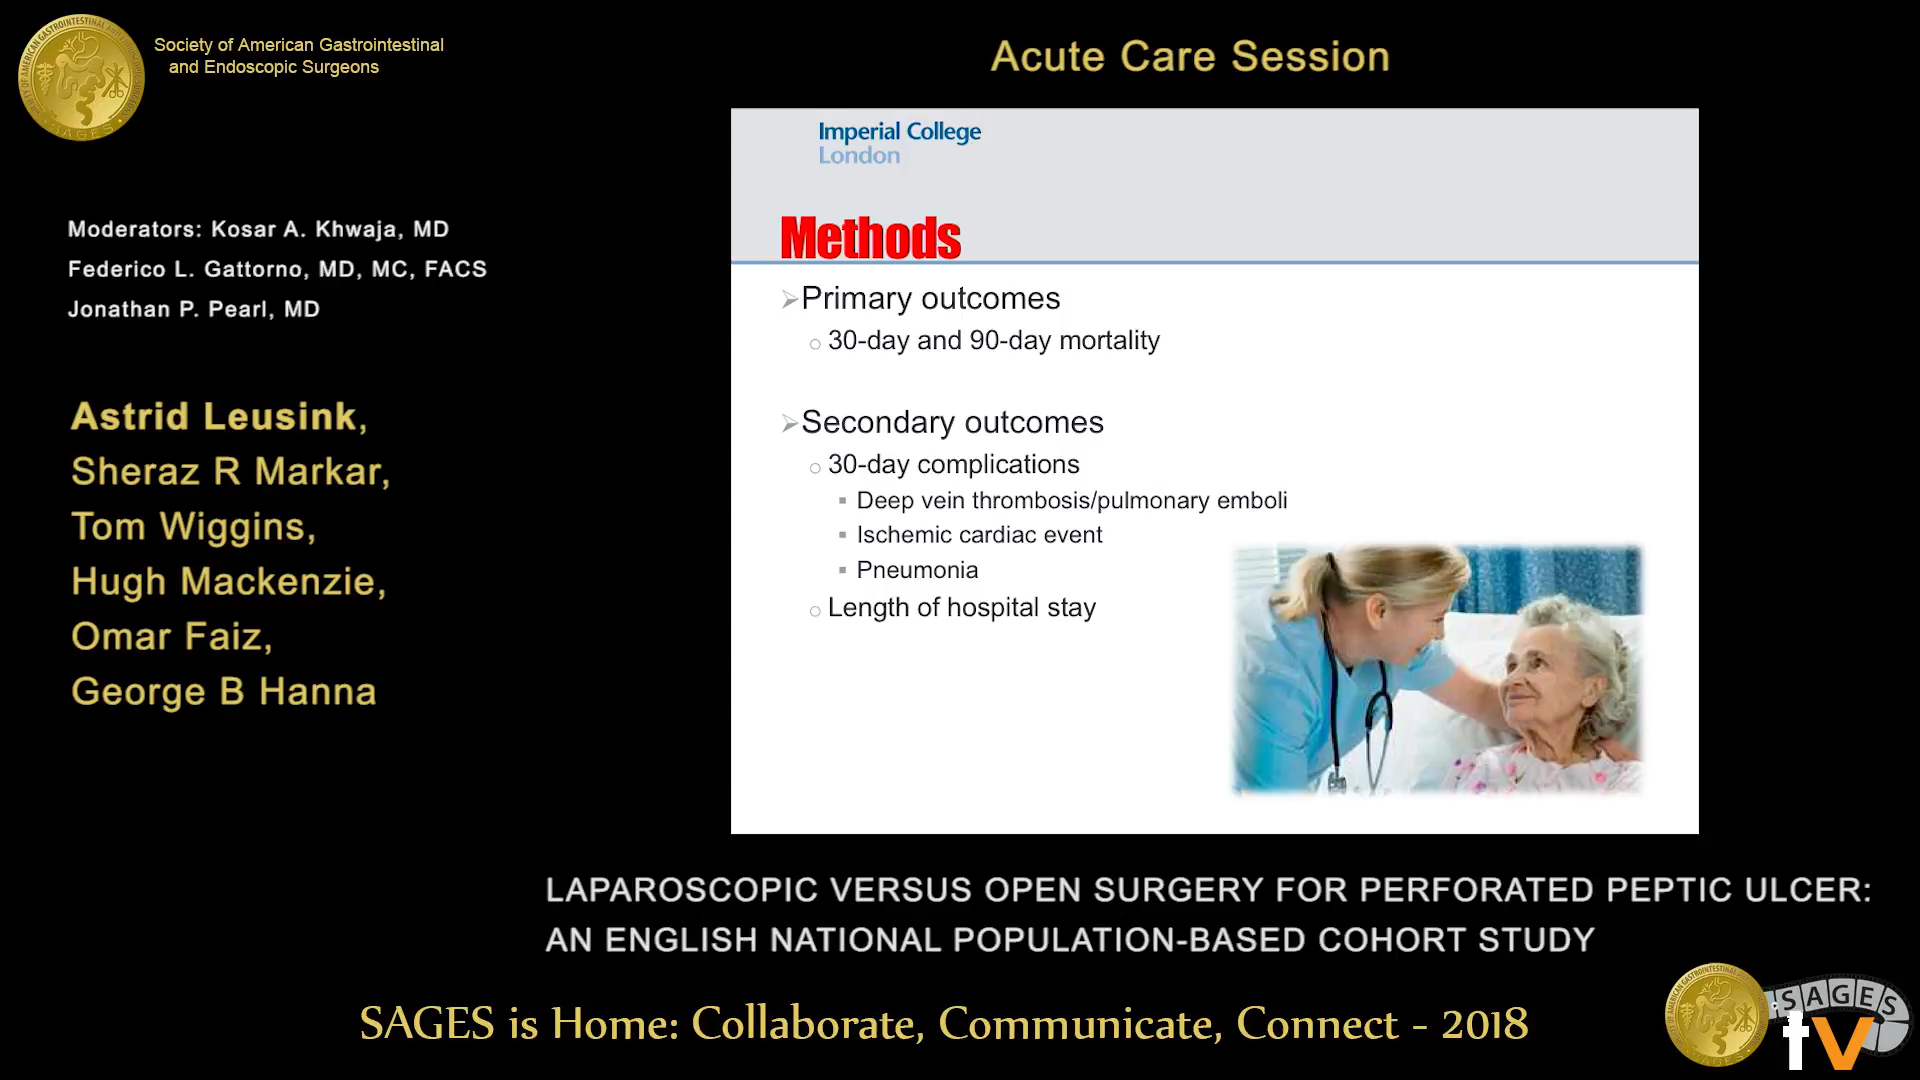 Society of American Gastrointestinal
and Endoscopic Surgeons
Acute Care Session
Moderators: Kosar A. Khwaja, MD
Federico L. Gattorno, MD, MC, FACS
Jonathan P. Pearl, MD
Astrid Leusink,
Sheraz R Markar,
Tom Wiggins,
Hugh Mackenzie,
Omar Faiz,
George B Hanna
Imperial College
London
Methods
Primary outcomes
30-day and 90-day mortality
Secondary outcomes
30-day complications
Deep vein thrombosis/pulmonary emboli
Ischemic cardiac event
Pneumonia
Length of hospital stay
LAPAROSCOPIC VERSUS OPEN SURGERY FOR PERFORATED PEPTIC ULCER:
AN ENGLISH NATIONAL POPULATION-BASED COHORT STUDY
SAGES is Home: Collaborate, Communicate, Connect - 2018
SAGES
tv